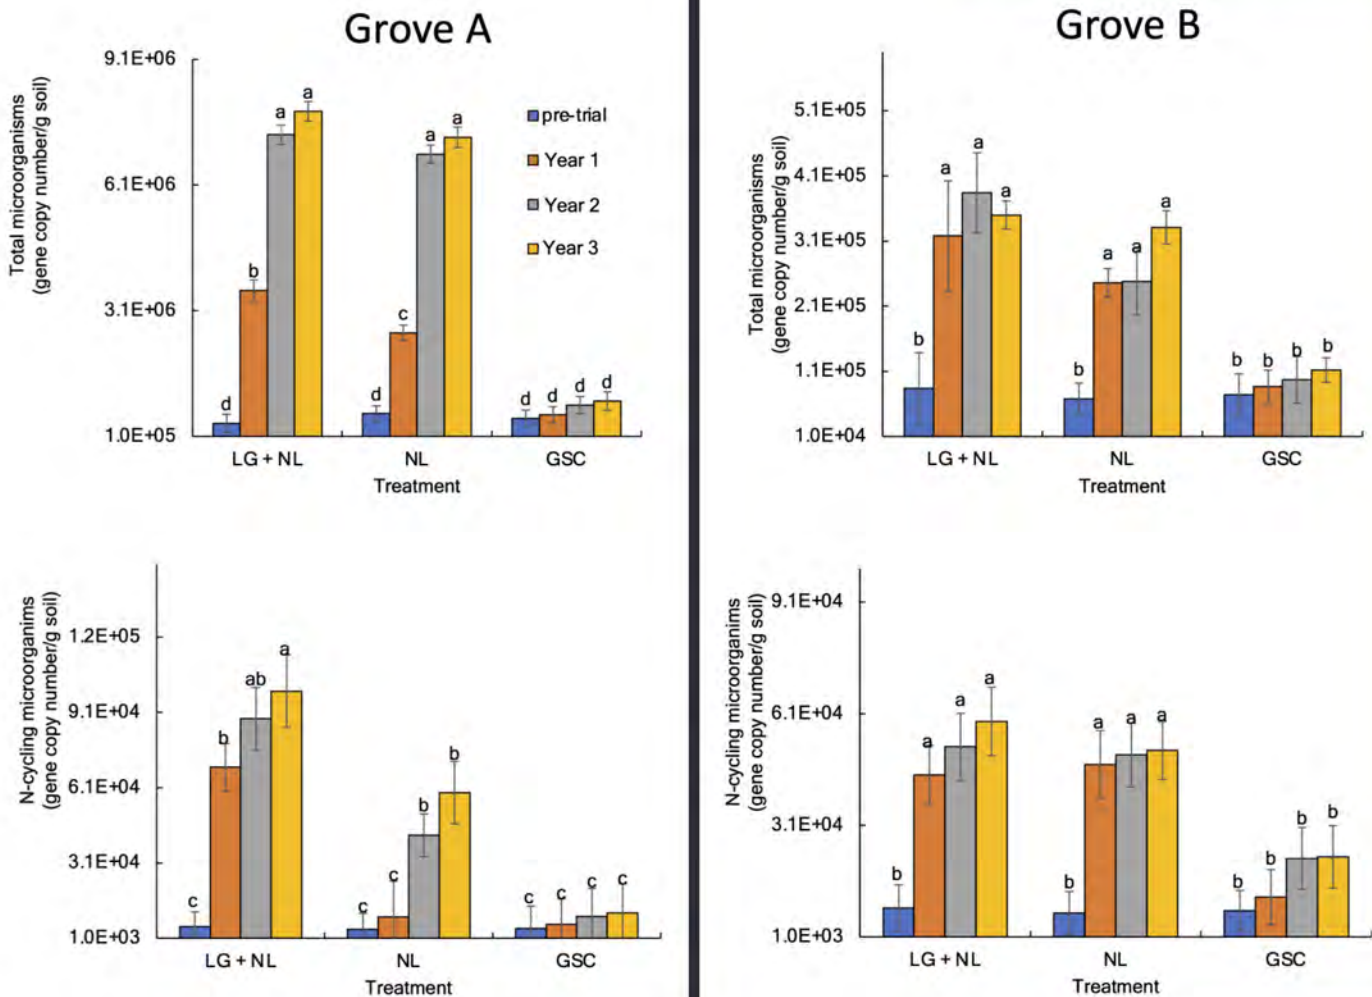 Grove A
Total microorganisms
(gene copy number/g soil)
9.1E+06
6.1E+06
3.1E+06
1.0E+05
pre-trial
Year 1
Year 2
Year 3
d b a a
d c a a
d d d d
LG + NL NL GSC
Treatment
N-cycling microorganims
(gene copy number/g soil)
1.2E+05
9.1E+04
6.1E+04
3.1E+04
1.0E+03
c b ab a
c c b b
c c c c
LG + NL NL GSC
Treatment
Grove B
Total microorganisms
(gene copy number/g soil)
5.1E+05
4.1E+05
3.1E+05
2.1E+05
1.1E+05
1.0E+04
b a a a
b a a a
b b b b
LG + NL NL GSC
Treatment
N-cycling microorganims
(gene copy number/g soil)
9.1E+04
6.1E+04
3.1E+04
1.0E+03
b a a a
b a a a
b b b b
LG + NL NL GSC
Treatment